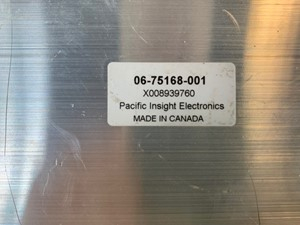 06-75168-001
X008939760
Pacific Insight Electronics
MADE IN CANADA